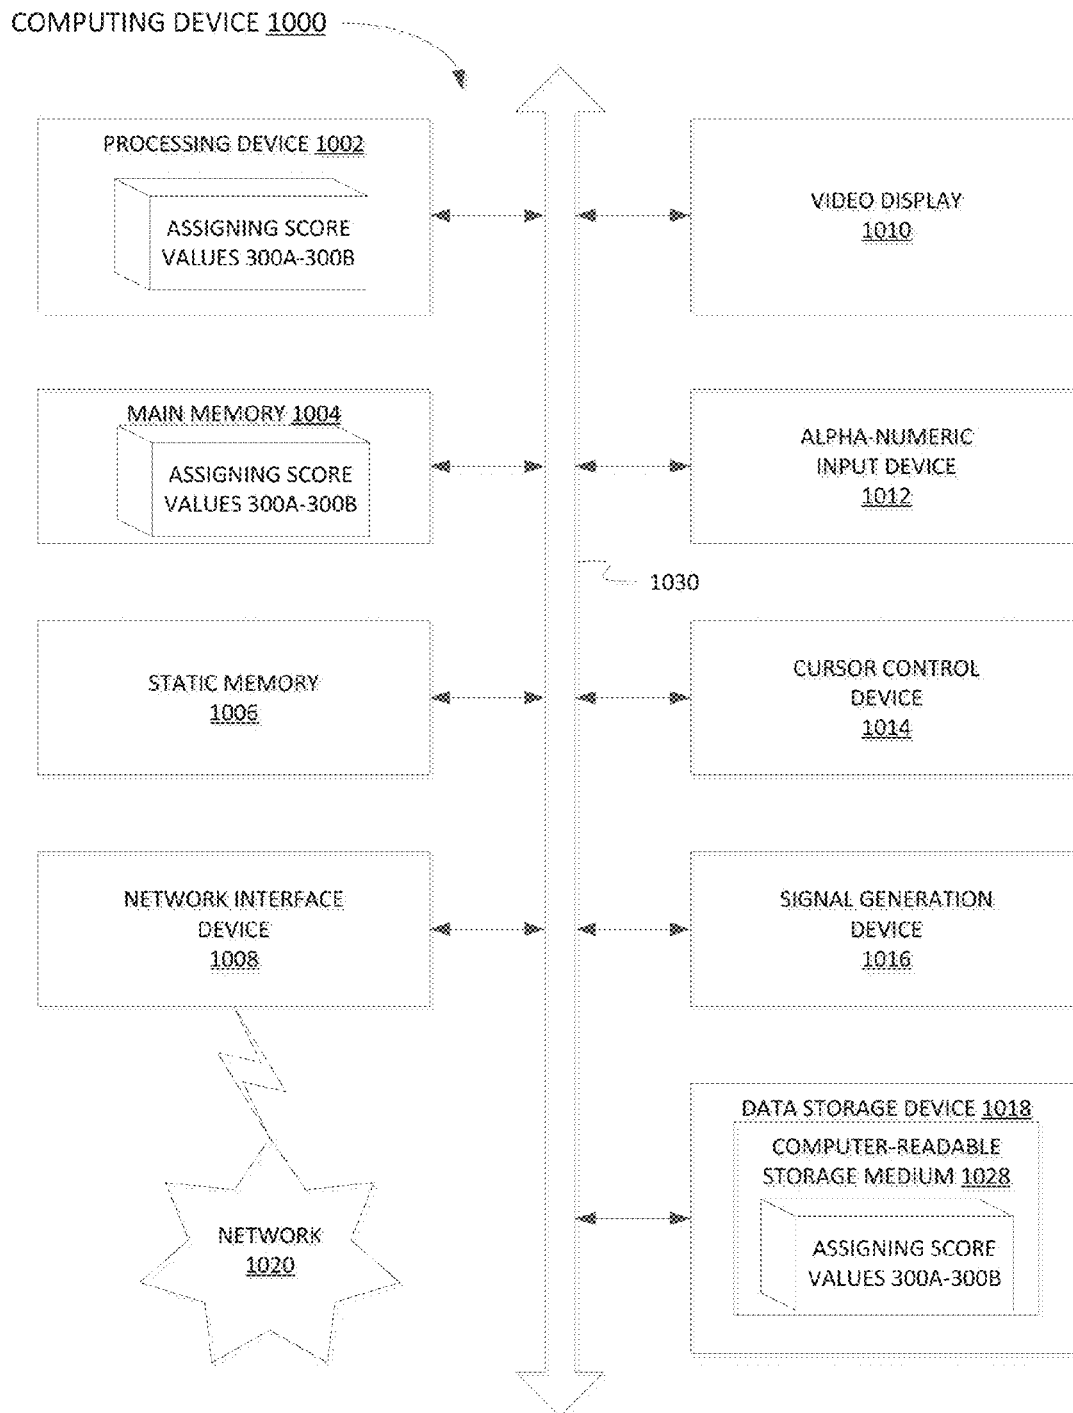 COMPUTING DEVICE 1000
PROCESSING DEVICE 1002
ASSIGNING SCORE
VALUES 300A-300B
VIDEO DISPLAY
1010
MAIN MEMORY 1004
ASSIGNING SCORE
VALUES 300A-300B
ALPHA-NUMERIC
INPUT DEVICE
1012
1030
STATIC MEMORY
1006
CURSOR CONTROL
DEVICE
1014
NETWORK INTERFACE
DEVICE
1008
SIGNAL GENERATION
DEVICE
1016
DATA STORAGE DEVICE 1018
COMPUTER-READABLE
STORAGE MEDIUM 1028
ASSIGNING SCORE
VALUES 300A-300B
NETWORK
1020